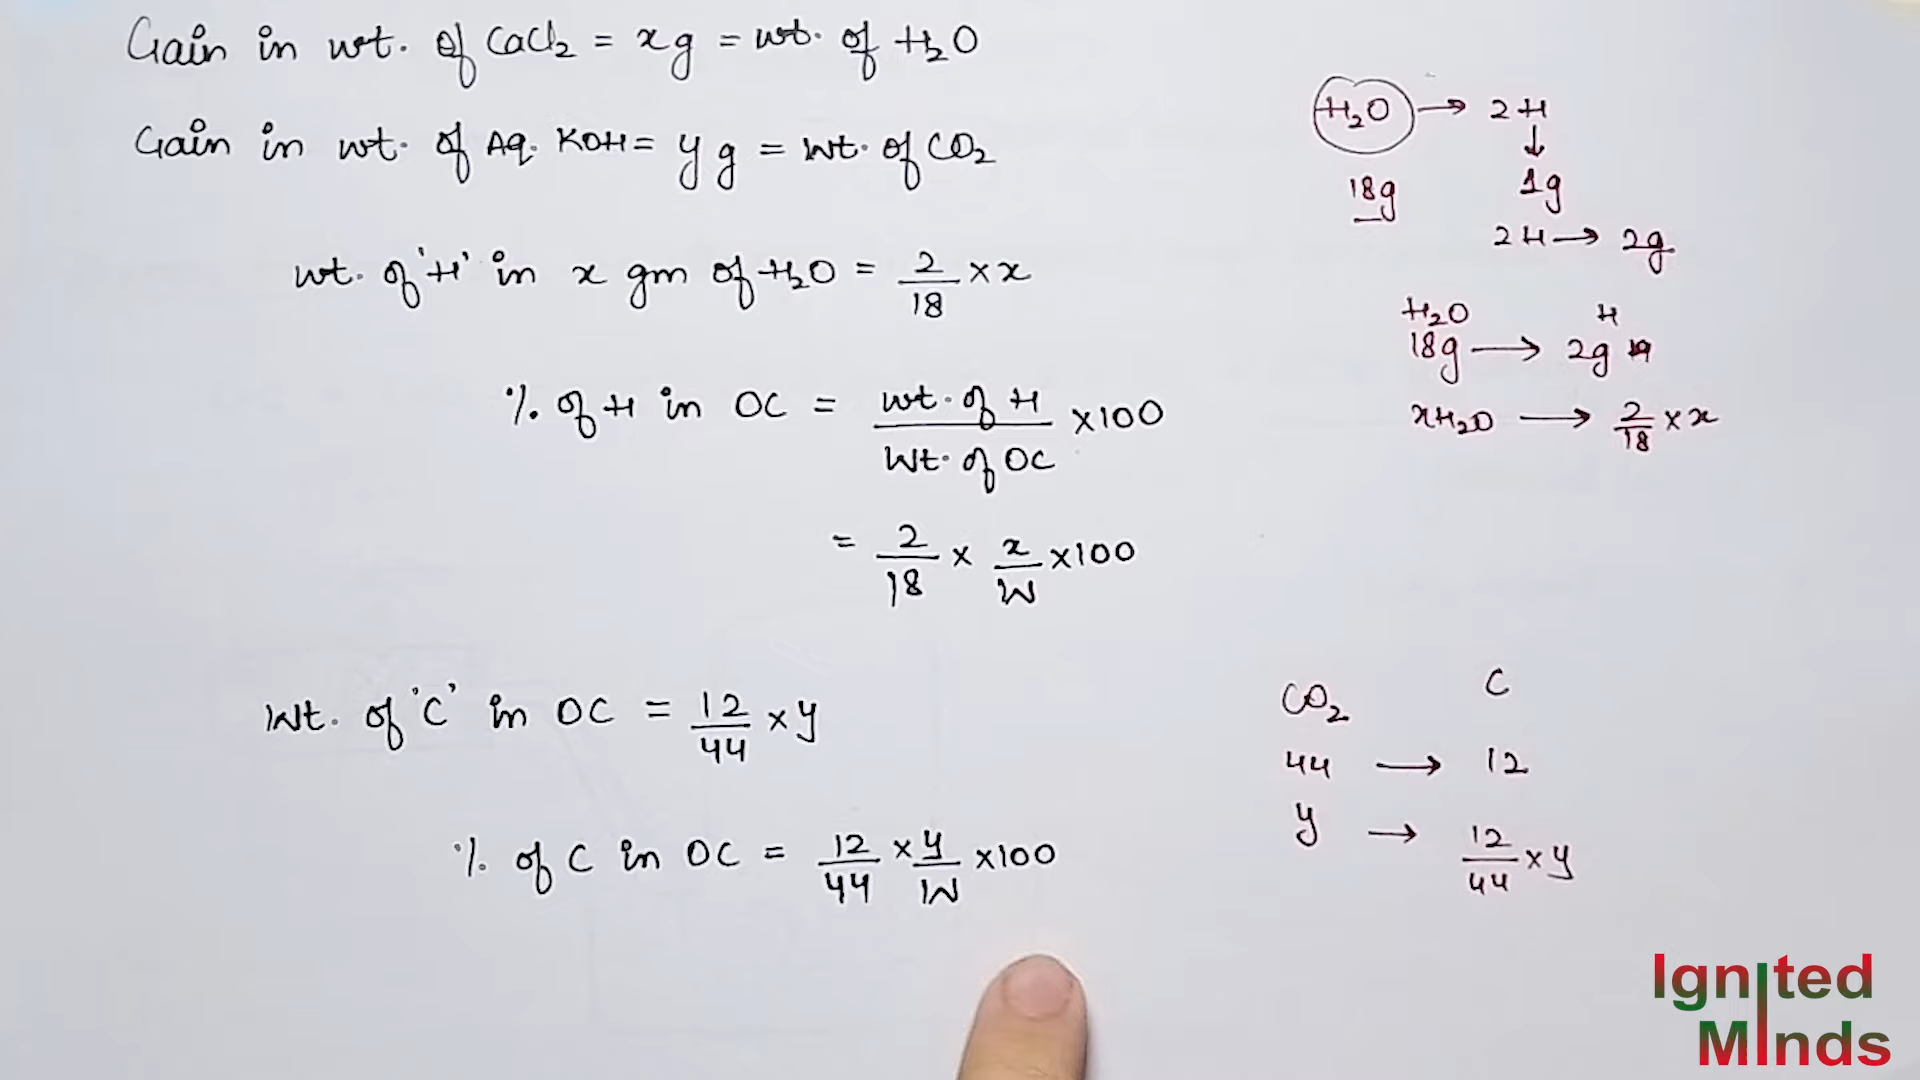 Gain in wt. of CaCl₂ = x g = wt. of H₂O
Gain in wt. of Aq. KOH = y g = wt. of CO₂
wt. of 'H' in x gm of H₂O = 2/18 × x
% of H in OC = wt. of H / Wt. of OC × 100
= 2/18 × x/W × 100
Wt. of 'C' in OC = 12/44 × y
% of C in OC = 12/44 × y/W × 100
H₂O → 2H
↓
18g 1g
2H → 2g
H₂O H
18g → 2g
xH₂O → 2/18 × x
CO₂ C
44 → 12
y → 12/44 × y
Ignited
Minds